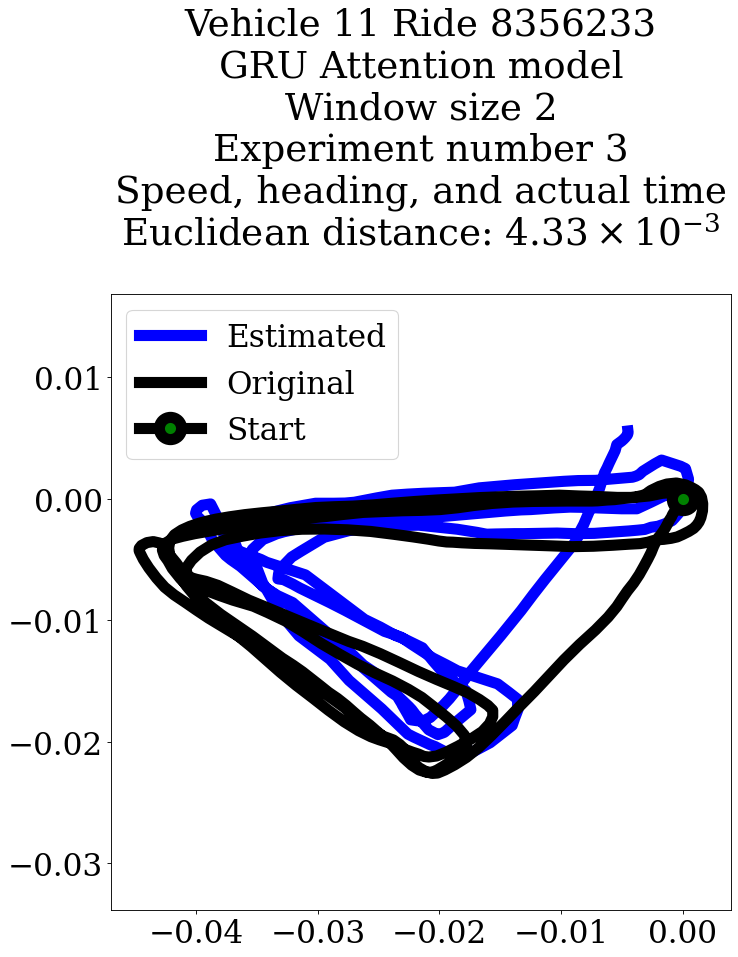 Vehicle 11 Ride 8356233
GRU Attention model
Window size 2
Experiment number 3
Speed, heading, and actual time
Euclidean distance: 4.33 × 10⁻³
Estimated
Original
Start
0.01
0.00
−0.01
−0.02
−0.03
−0.04 −0.03 −0.02 −0.01 0.00